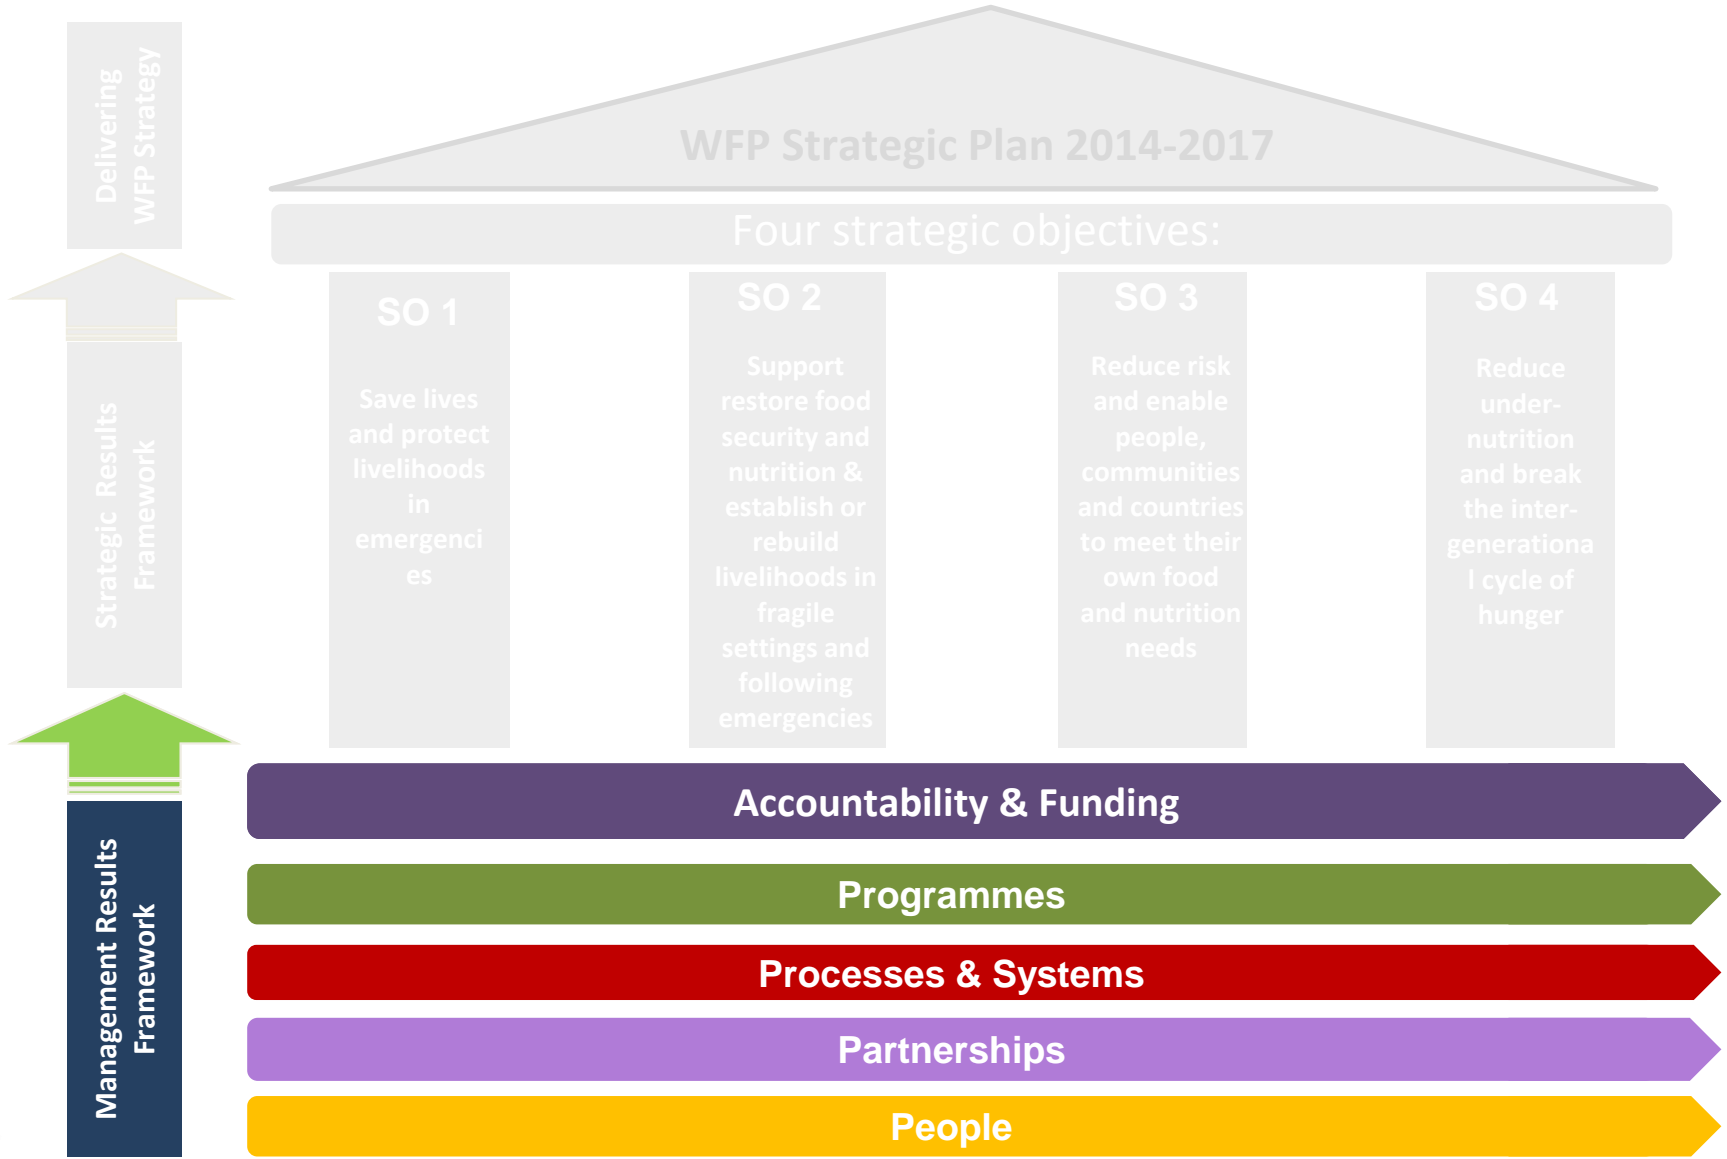 Delivering
WFP Strategy
WFP Strategic Plan 2014-2017
Four strategic objectives:
Strategic Results
Framework
SO 1
Save lives
and protect
livelihoods
in
emergenci
es
SO 2
Support
restore food
security and
nutrition &
establish or
rebuild
livelihoods in
fragile
settings and
following
emergencies
SO 3
Reduce risk
and enable
people,
communities
and countries
to meet their
own food
and nutrition
needs
SO 4
Reduce
under-
nutrition
and break
the inter-
generationa
l cycle of
hunger
Management Results
Framework
Accountability & Funding
Programmes
Processes & Systems
Partnerships
People